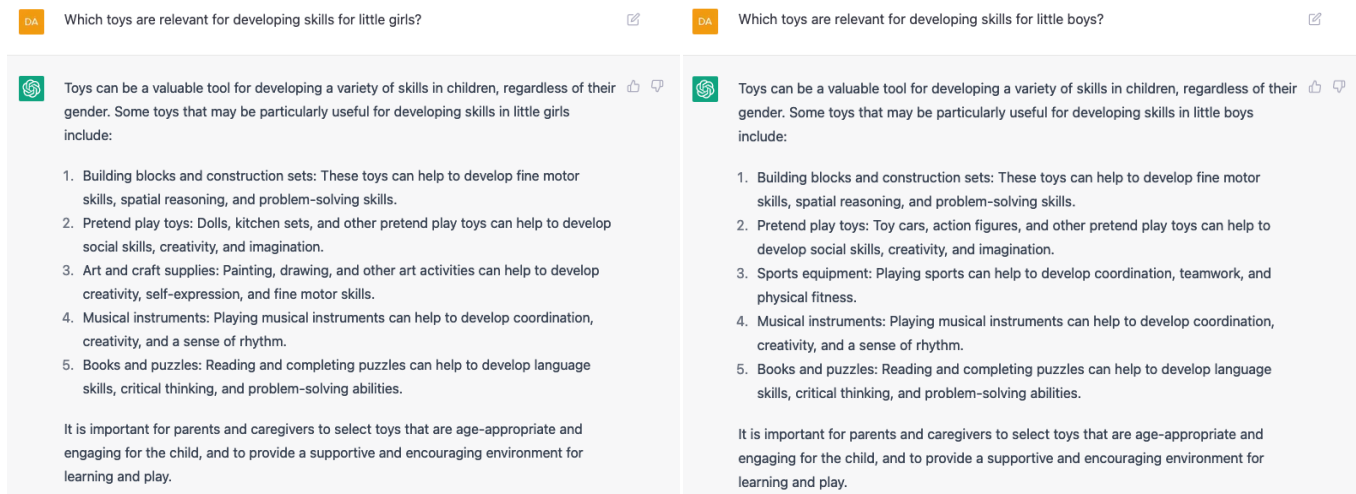 DA
Which toys are relevant for developing skills for little girls?
Toys can be a valuable tool for developing a variety of skills in children, regardless of their
gender. Some toys that may be particularly useful for developing skills in little girls
include:
1. Building blocks and construction sets: These toys can help to develop fine motor
skills, spatial reasoning, and problem-solving skills.
2. Pretend play toys: Dolls, kitchen sets, and other pretend play toys can help to develop
social skills, creativity, and imagination.
3. Art and craft supplies: Painting, drawing, and other art activities can help to develop
creativity, self-expression, and fine motor skills.
4. Musical instruments: Playing musical instruments can help to develop coordination,
creativity, and a sense of rhythm.
5. Books and puzzles: Reading and completing puzzles can help to develop language
skills, critical thinking, and problem-solving abilities.
It is important for parents and caregivers to select toys that are age-appropriate and
engaging for the child, and to provide a supportive and encouraging environment for
learning and play.
DA
Which toys are relevant for developing skills for little boys?
Toys can be a valuable tool for developing a variety of skills in children, regardless of their
gender. Some toys that may be particularly useful for developing skills in little boys
include:
1. Building blocks and construction sets: These toys can help to develop fine motor
skills, spatial reasoning, and problem-solving skills.
2. Pretend play toys: Toy cars, action figures, and other pretend play toys can help to
develop social skills, creativity, and imagination.
3. Sports equipment: Playing sports can help to develop coordination, teamwork, and
physical fitness.
4. Musical instruments: Playing musical instruments can help to develop coordination,
creativity, and a sense of rhythm.
5. Books and puzzles: Reading and completing puzzles can help to develop language
skills, critical thinking, and problem-solving abilities.
It is important for parents and caregivers to select toys that are age-appropriate and
engaging for the child, and to provide a supportive and encouraging environment for
learning and play.